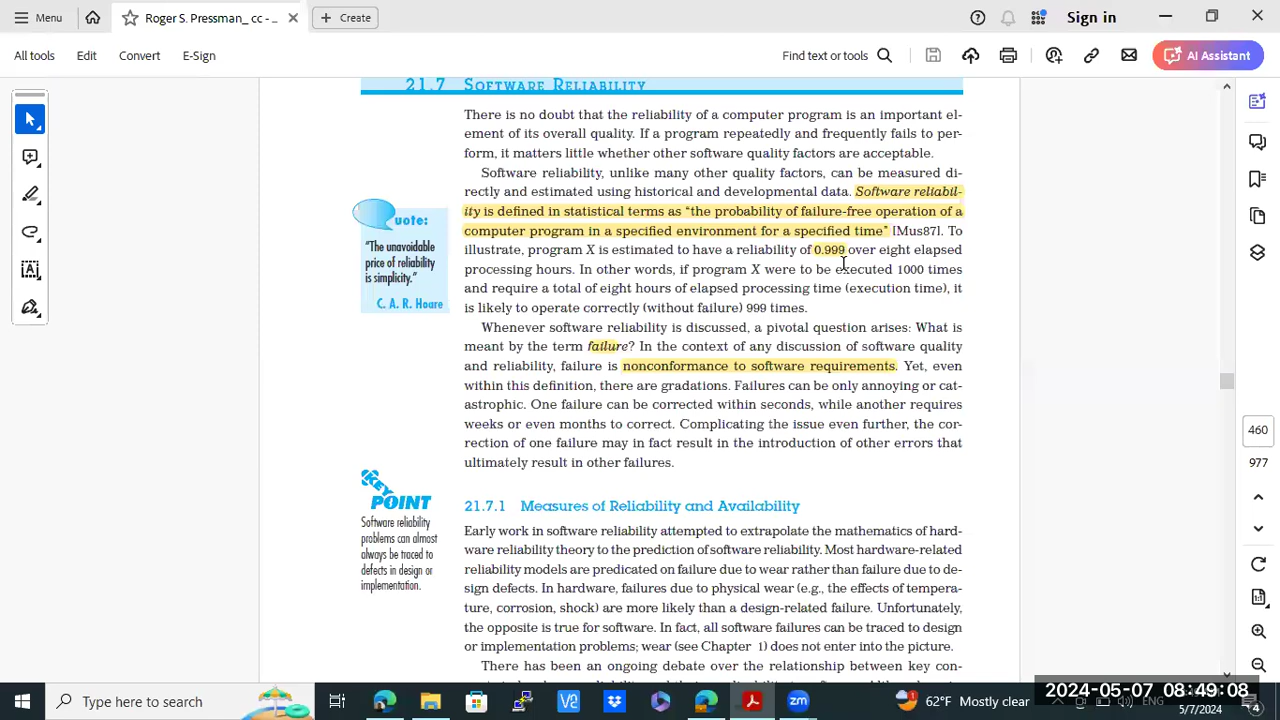 Menu
Roger S. Pressman_ cc - ...
Create
Sign in
All tools
Edit
Convert
E-Sign
Find text or tools
AI Assistant
21.7 SOFTWARE RELIABILITY
There is no doubt that the reliability of a computer program is an important el-
ement of its overall quality. If a program repeatedly and frequently fails to per-
form, it matters little whether other software quality factors are acceptable.
Software reliability, unlike many other quality factors, can be measured di-
rectly and estimated using historical and developmental data. Software reliabil-
ity is defined in statistical terms as “the probability of failure-free operation of a
computer program in a specified environment for a specified time” [Mus87]. To
illustrate, program X is estimated to have a reliability of 0.999 over eight elapsed
processing hours. In other words, if program X were to be executed 1000 times
and require a total of eight hours of elapsed processing time (execution time), it
is likely to operate correctly (without failure) 999 times.
Whenever software reliability is discussed, a pivotal question arises: What is
meant by the term failure? In the context of any discussion of software quality
and reliability, failure is nonconformance to software requirements. Yet, even
within this definition, there are gradations. Failures can be only annoying or cat-
astrophic. One failure can be corrected within seconds, while another requires
weeks or even months to correct. Complicating the issue even further, the cor-
rection of one failure may in fact result in the introduction of other errors that
ultimately result in other failures.
uote:
“The unavoidable
price of reliability
is simplicity.”
C. A. R. Hoare
KEY
POINT
Software reliability
problems can almost
always be traced to
defects in design or
implementation.
21.7.1 Measures of Reliability and Availability
Early work in software reliability attempted to extrapolate the mathematics of hard-
ware reliability theory to the prediction of software reliability. Most hardware-related
reliability models are predicated on failure due to wear rather than failure due to de-
sign defects. In hardware, failures due to physical wear (e.g., the effects of tempera-
ture, corrosion, shock) are more likely than a design-related failure. Unfortunately,
the opposite is true for software. In fact, all software failures can be traced to design
or implementation problems; wear (see Chapter 1) does not enter into the picture.
There has been an ongoing debate over the relationship between key con-
460
977
Type here to search
62°F Mostly clear
2024-05-07 08:49:08
5/7/2024
4